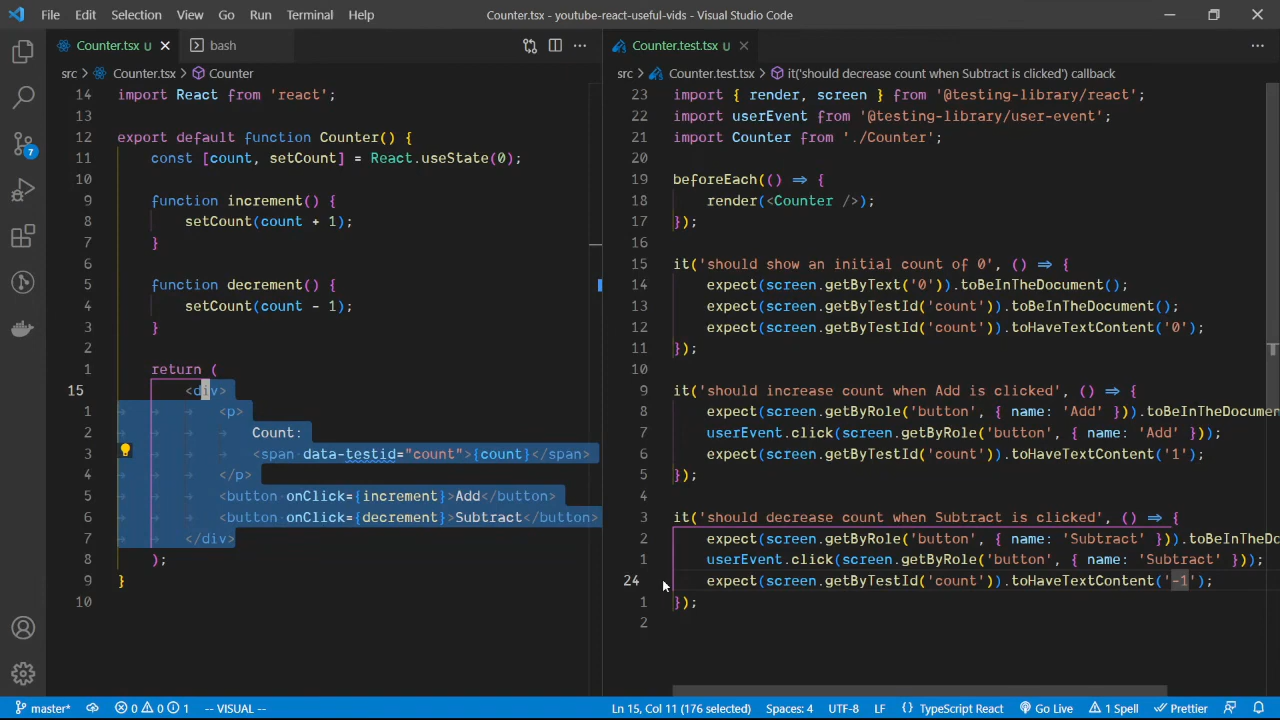 File Edit Selection View Go Run Terminal Help Counter.tsx - youtube-react-useful-vids - Visual Studio Code
Counter.tsx U bash
src > Counter.tsx > Counter
14 import React from 'react';
13
12 export default function Counter() {
11 const [count, setCount] = React.useState(0);
10
9 function increment() {
8 setCount(count + 1);
7 }
6
5 function decrement() {
4 setCount(count - 1);
3 }
2
1 return (
15 <div>
1 <p>
2 Count:
3 <span data-testid="count">{count}</span>
4 </p>
5 <button onClick={increment}>Add</button>
6 <button onClick={decrement}>Subtract</button>
7 </div>
8 );
9 }
10
Counter.test.tsx U
src > Counter.test.tsx > it('should decrease count when Subtract is clicked') callback
23 import { render, screen } from '@testing-library/react';
22 import userEvent from '@testing-library/user-event';
21 import Counter from './Counter';
20
19 beforeEach(() => {
18 render(<Counter />);
17 });
16
15 it('should show an initial count of 0', () => {
14 expect(screen.getByText('0')).toBeInTheDocument();
13 expect(screen.getByTestId('count')).toBeInTheDocument();
12 expect(screen.getByTestId('count')).toHaveTextContent('0');
11 });
10
9 it('should increase count when Add is clicked', () => {
8 expect(screen.getByRole('button', { name: 'Add' })).toBeInTheDocumen
7 userEvent.click(screen.getByRole('button', { name: 'Add' }));
6 expect(screen.getByTestId('count')).toHaveTextContent('1');
5 });
4
3 it('should decrease count when Subtract is clicked', () => {
2 expect(screen.getByRole('button', { name: 'Subtract' })).toBeInTheDo
1 userEvent.click(screen.getByRole('button', { name: 'Subtract' }));
24 expect(screen.getByTestId('count')).toHaveTextContent('-1');
1 });
2
7
master* 0 0 1 -- VISUAL -- Ln 15, Col 11 (176 selected) Spaces: 4 UTF-8 LF TypeScript React Go Live 1 Spell Prettier